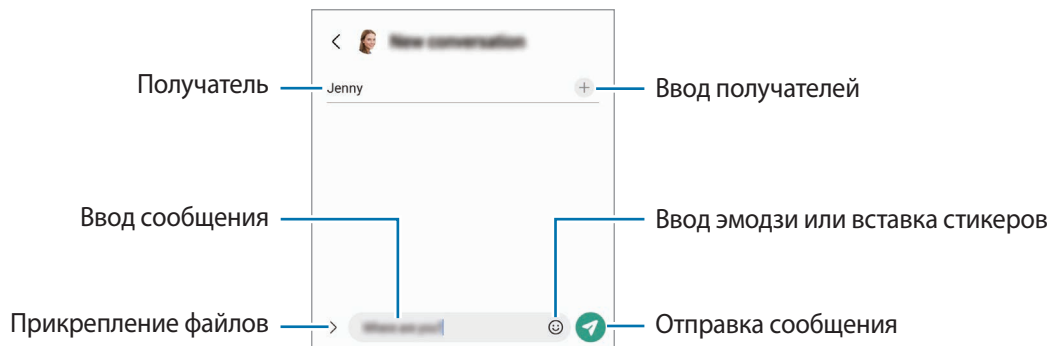 New conversation
Получатель
Jenny
Ввод получателей
Ввод сообщения
Ввод эмодзи или вставка стикеров
Прикрепление файлов
Where are you?
Отправка сообщения